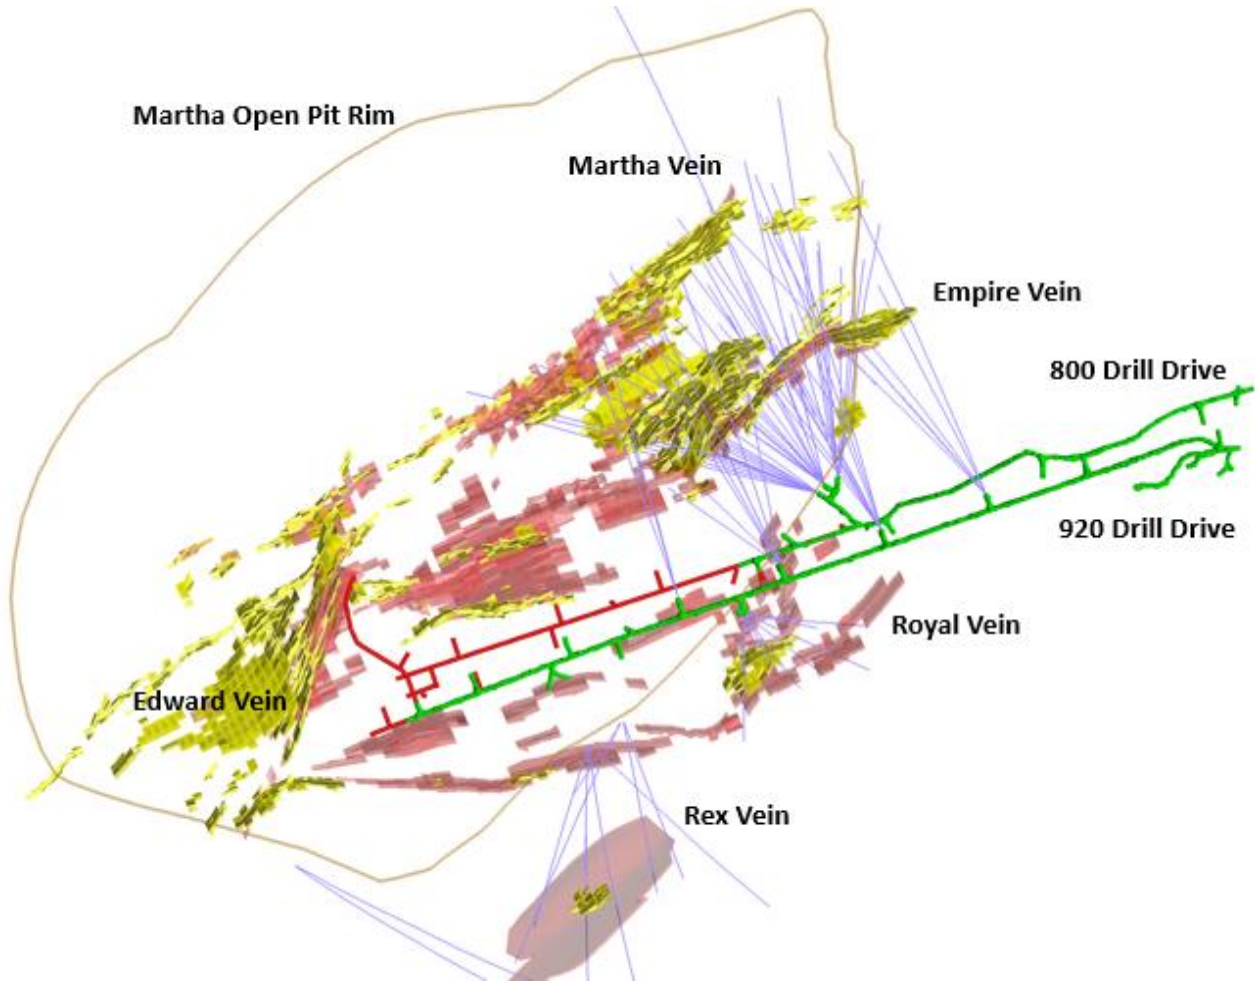 Martha Open Pit Rim
Martha Vein
Empire Vein
800 Drill Drive
920 Drill Drive
Royal Vein
Edward Vein
Rex Vein